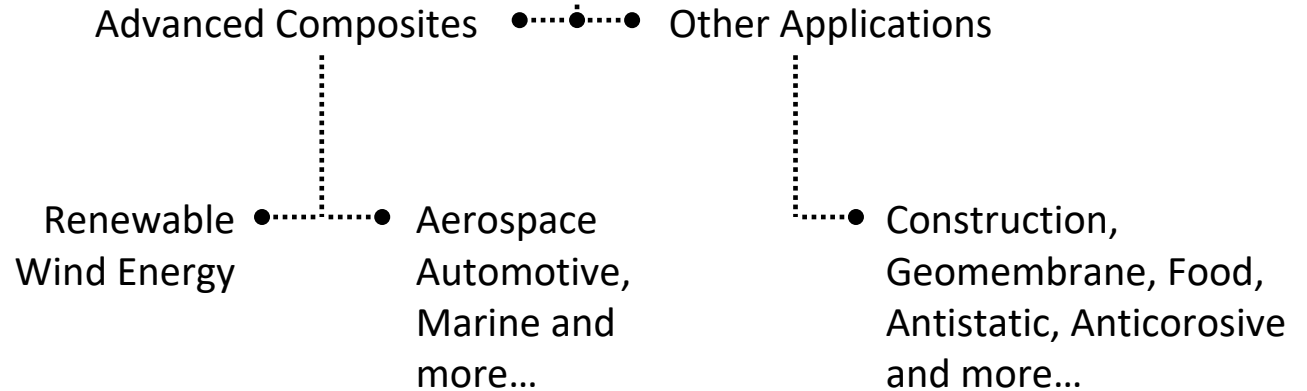 Advanced Composites
Other Applications
Renewable
Wind Energy
Aerospace
Automotive,
Marine and
more…
Construction,
Geomembrane, Food,
Antistatic, Anticorosive
and more…